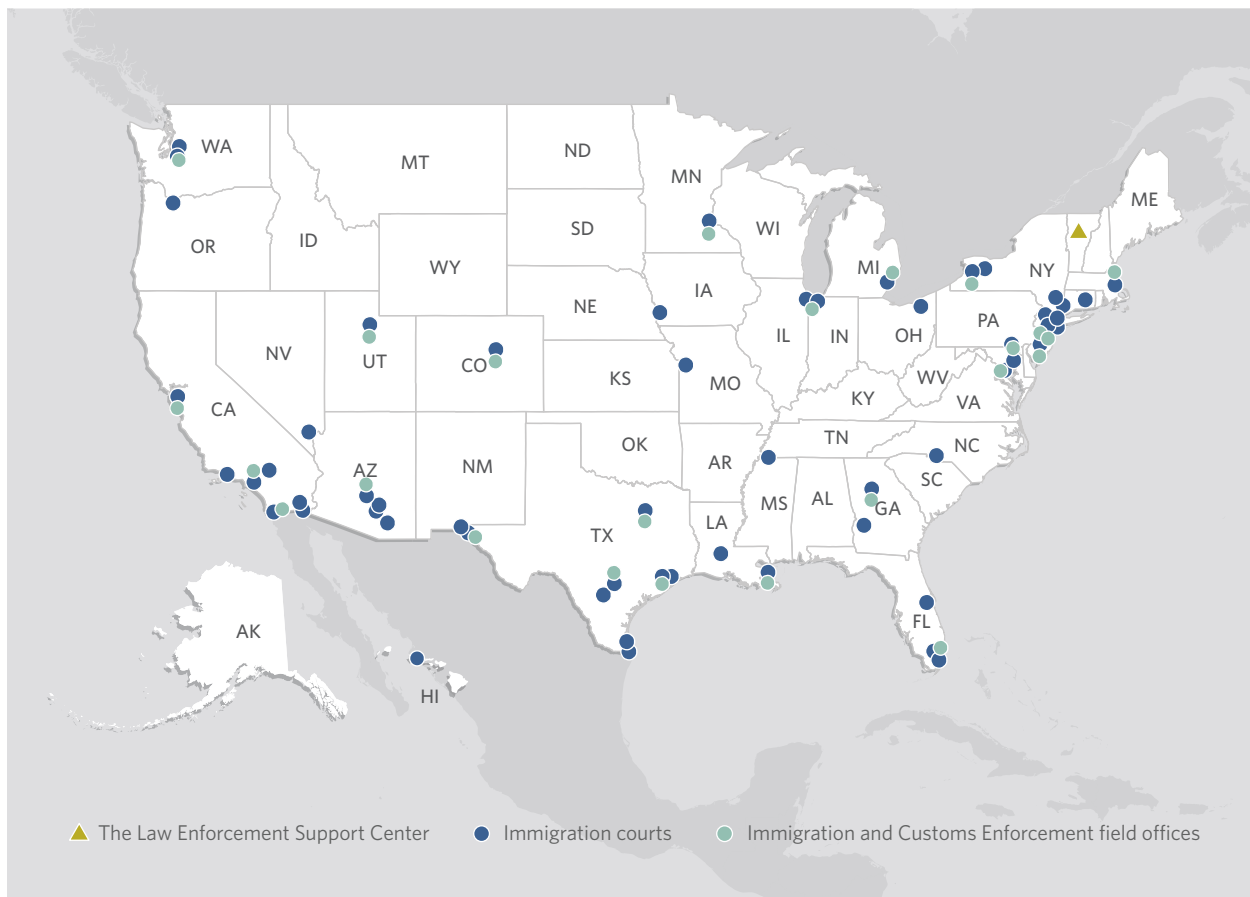 WA
MT
ND
MN
ME
OR
ID
SD
WI
MI
NY
WY
IA
NE
PA
NV
UT
CO
IL
IN
OH
WV
CA
KS
MO
KY
VA
AZ
NM
OK
AR
TN
NC
SC
MS
AL
GA
TX
LA
FL
AK
HI
The Law Enforcement Support Center
Immigration courts
Immigration and Customs Enforcement field offices